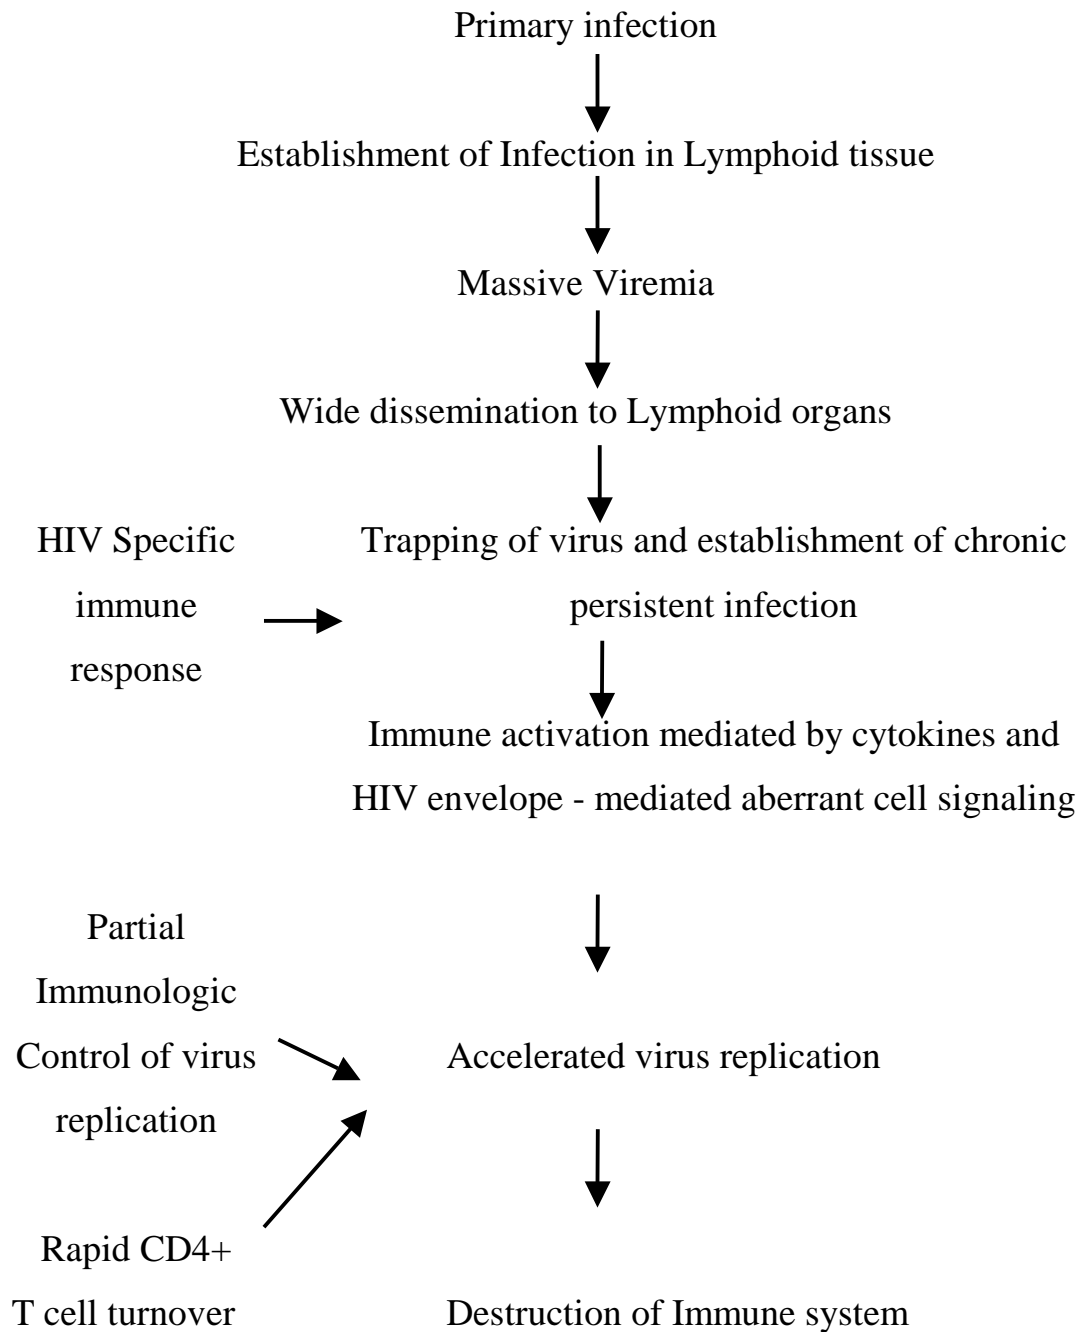 Primary infection
Establishment of Infection in Lymphoid tissue
Massive Viremia
Wide dissemination to Lymphoid organs
HIV Specific
immune
response
Trapping of virus and establishment of chronic
persistent infection
Immune activation mediated by cytokines and
HIV envelope - mediated aberrant cell signaling
Partial
Immunologic
Control of virus
replication
Accelerated virus replication
Rapid CD4+
T cell turnover
Destruction of Immune system